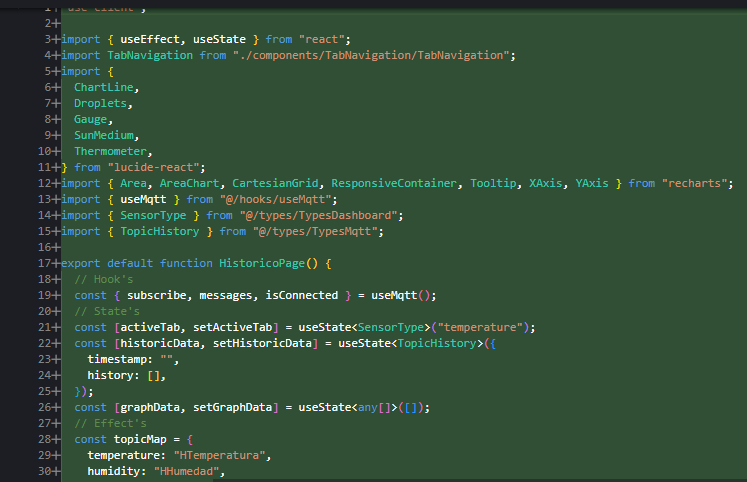 1+ "use client";
2+
3+import { useEffect, useState } from "react";
4+import TabNavigation from "./components/TabNavigation/TabNavigation";
5+import {
6+  ChartLine,
7+  Droplets,
8+  Gauge,
9+  SunMedium,
10+  Thermometer,
11+} from "lucide-react";
12+import { Area, AreaChart, CartesianGrid, ResponsiveContainer, Tooltip, XAxis, YAxis } from "recharts";
13+import { useMqtt } from "@/hooks/useMqtt";
14+import { SensorType } from "@/types/TypesDashboard";
15+import { TopicHistory } from "@/types/TypesMqtt";
16+
17+export default function HistoricoPage() {
18+  // Hook's
19+  const { subscribe, messages, isConnected } = useMqtt();
20+  // State's
21+  const [activeTab, setActiveTab] = useState<SensorType>("temperature");
22+  const [historicData, setHistoricData] = useState<TopicHistory>({
23+    timestamp: "",
24+    history: [],
25+  });
26+  const [graphData, setGraphData] = useState<any[]>([]);
27+  // Effect's
28+  const topicMap = {
29+    temperature: "HTemperatura",
30+    humidity: "HHumedad",